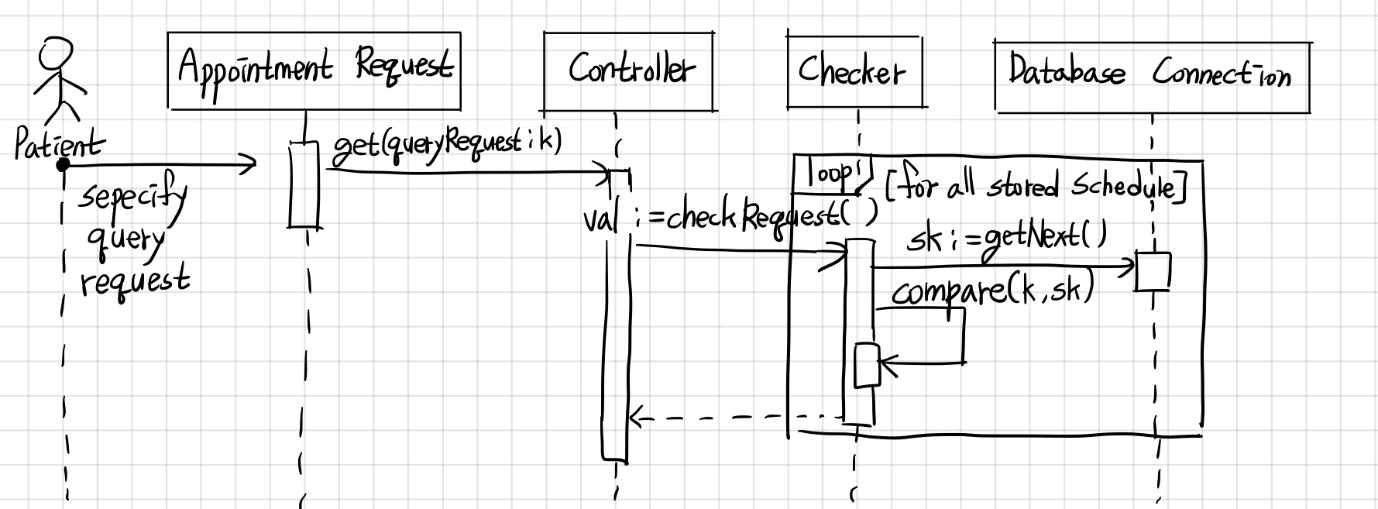 Appointment Request
Controller
Checker
Database Connection
Patient
get(queryRequest:k)
loop
[for all stored Schedule]
sepecify
query
request
val :=checkRequest( )
sk :=getNext()
compare(k,sk)